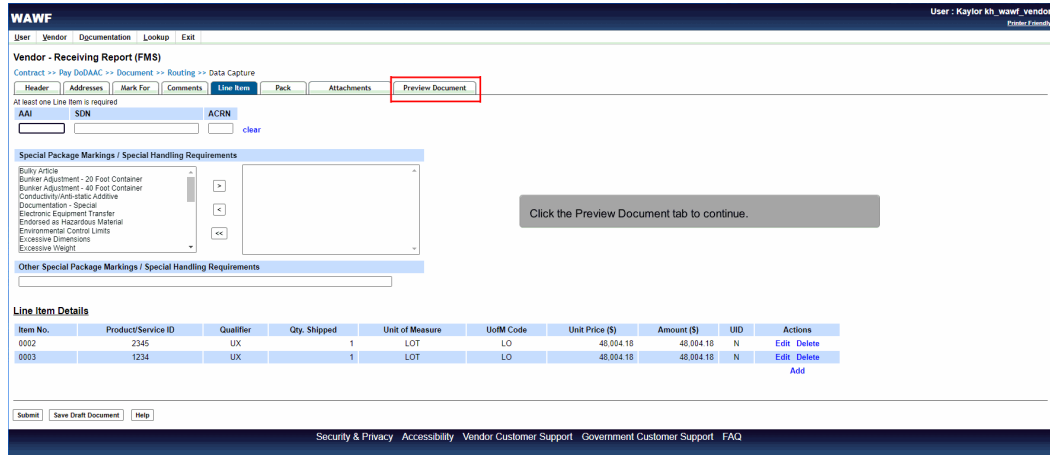 WAWF
User : Kaylor kh_wawf_vendor
Printer Friendly
User Vendor Documentation Lookup Exit
Vendor - Receiving Report (FMS)
Contract >> Pay DoDAAC >> Document >> Routing >> Data Capture
Header Addresses Mark For Comments Line Item Pack Attachments Preview Document
At least one Line Item is required
AAI SDN ACRN
clear
Special Package Markings / Special Handling Requirements
Bulky Article
Bunker Adjustment - 20 Foot Container
Bunker Adjustment - 40 Foot Container
Conductivity/Anti-static Additive
Documentation - Special
Electronic Equipment Transfer
Endorsed as Hazardous Material
Environmental Control Limits
Excessive Dimensions
Excessive Weight
>
<
<<
Click the Preview Document tab to continue.
Other Special Package Markings / Special Handling Requirements
Line Item Details
Item No. Product/Service ID Qualifier Qty. Shipped Unit of Measure UofM Code Unit Price ($) Amount ($) UID Actions
0002 2345 UX 1 LOT LO 48,004.18 48,004.18 N Edit Delete
0003 1234 UX 1 LOT LO 48,004.18 48,004.18 N Edit Delete
Add
Submit Save Draft Document Help
Security & Privacy Accessibility Vendor Customer Support Government Customer Support FAQ